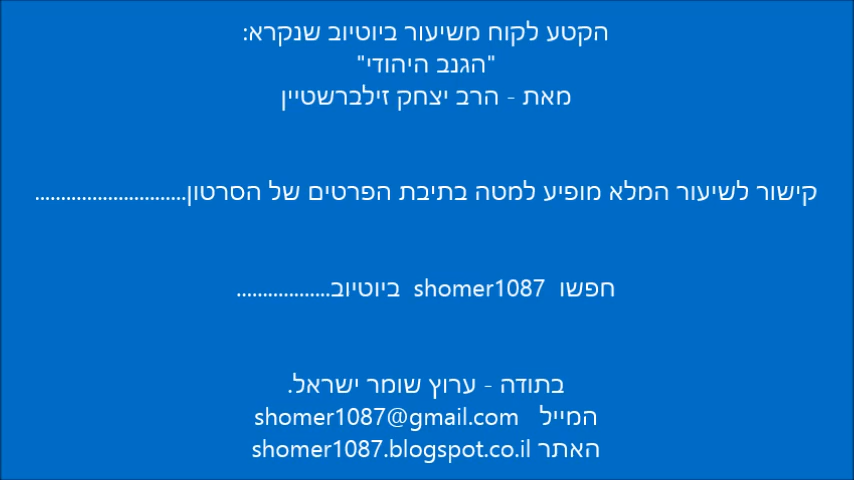 הקטע לקוח משיעור ביוטיוב שנקרא:
"הגנב היהודי"
מאת - הרב יצחק זילברשטיין
קישור לשיעור המלא מופיע למטה בתיבת הפרטים של הסרטון.............................
חפשו shomer1087 ביוטיוב..................
בתודה - ערוץ שומר ישראל.
המייל shomer1087@gmail.com
האתר shomer1087.blogspot.co.il